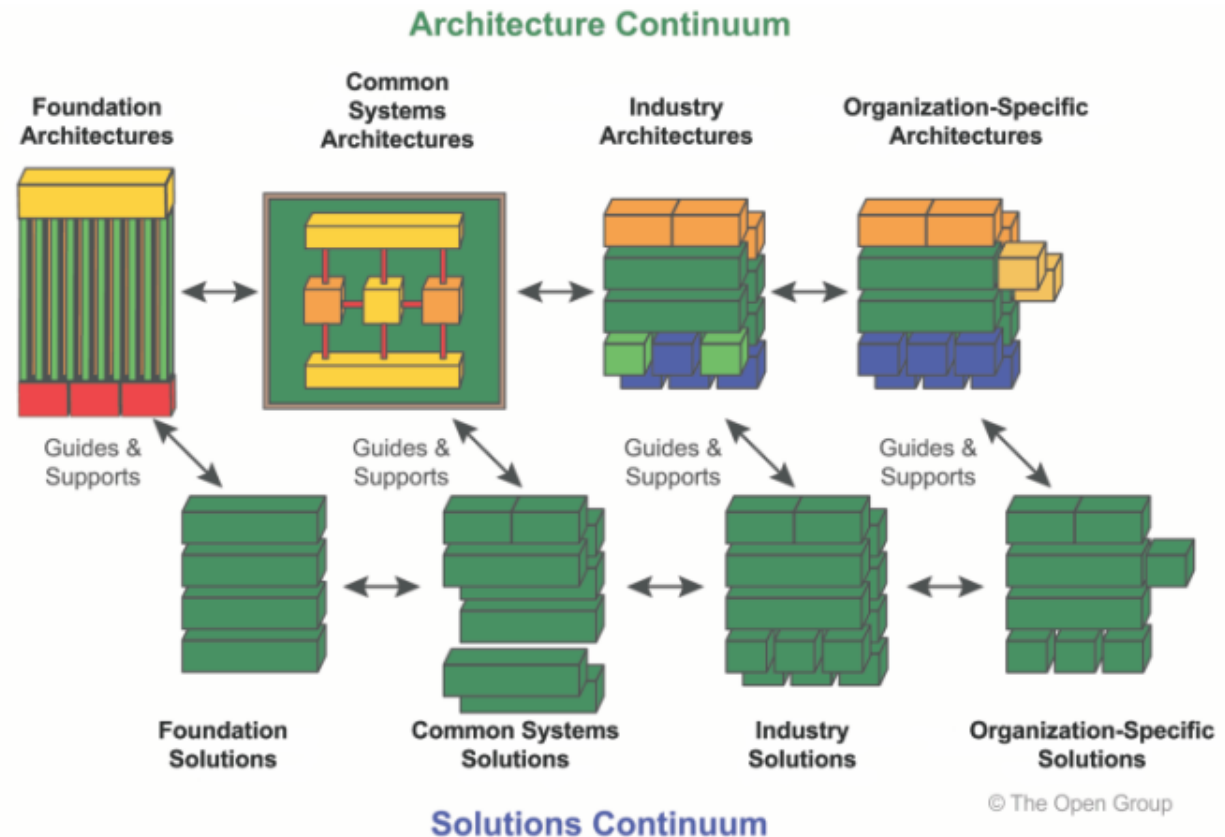 Architecture Continuum
Foundation
Architectures
Common
Systems
Architectures
Industry
Architectures
Organization-Specific
Architectures
Guides &
Supports
Guides &
Supports
Guides &
Supports
Guides &
Supports
Foundation
Solutions
Common Systems
Solutions
Industry
Solutions
Organization-Specific
Solutions
© The Open Group
Solutions Continuum